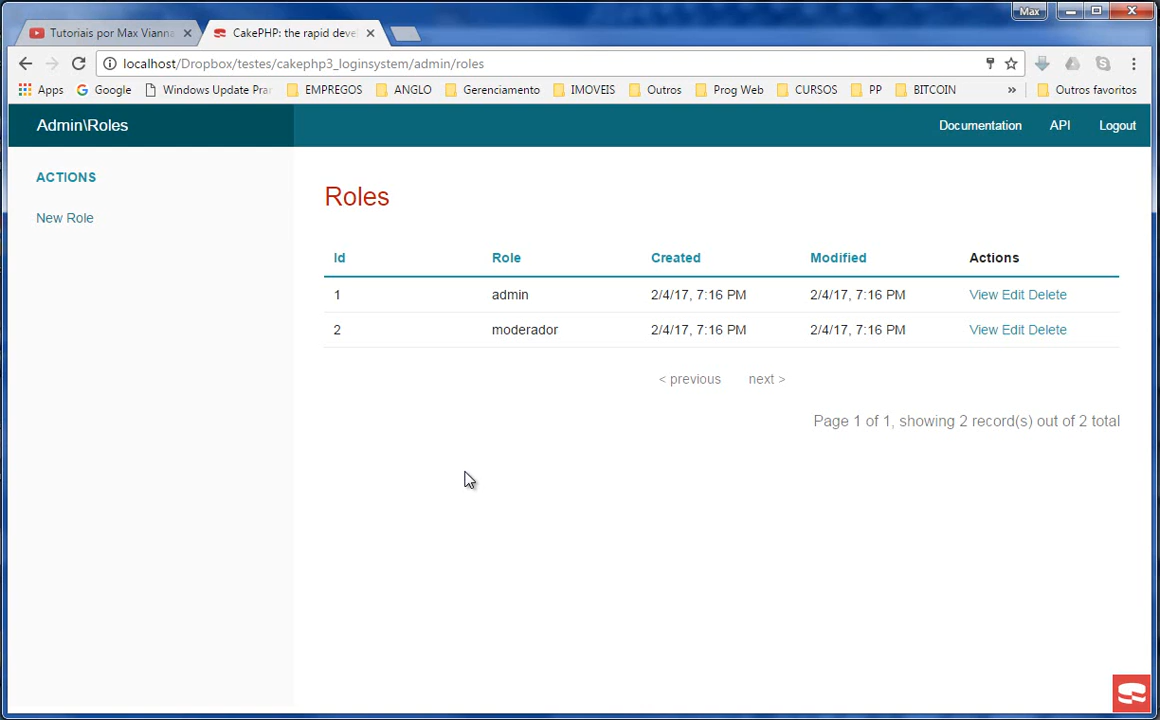 Max
Tutoriais por Max Vianna
CakePHP: the rapid deve
localhost/Dropbox/testes/cakephp3_loginsystem/admin/roles
Apps Google Windows Update Prar EMPREGOS ANGLO Gerenciamento IMOVEIS Outros Prog Web CURSOS PP BITCOIN » Outros favoritos
Admin\Roles Documentation API Logout
ACTIONS
New Role
Roles
Id Role Created Modified Actions
1 admin 2/4/17, 7:16 PM 2/4/17, 7:16 PM View Edit Delete
2 moderador 2/4/17, 7:16 PM 2/4/17, 7:16 PM View Edit Delete
< previous next >
Page 1 of 1, showing 2 record(s) out of 2 total